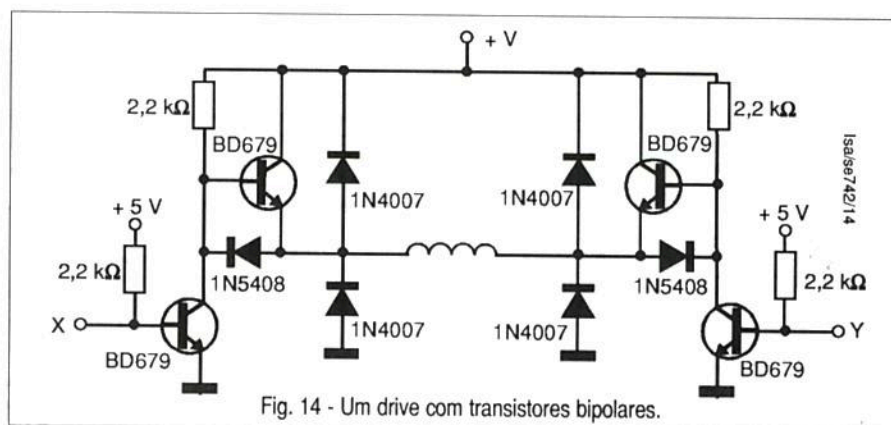 + V
2,2 kΩ
2,2 kΩ
BD679
BD679
1N4007
1N4007
lsa/se742/14
+ 5 V
+ 5 V
2,2 kΩ
1N5408
1N5408
2,2 kΩ
X
1N4007
1N4007
Y
BD679
BD679
Fig. 14 - Um drive com transistores bipolares.